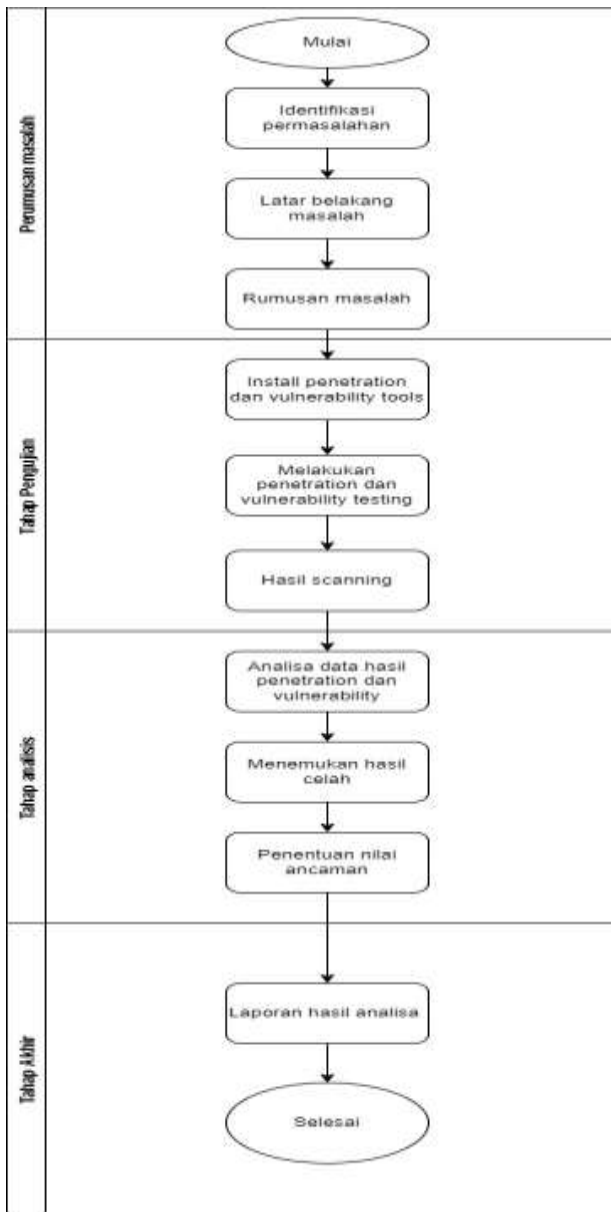 Perumusan masalah
Mulai
Identifikasi
permasalahan
Latar belakang
masalah
Rumusan masalah
Tahap Pengujian
Install penetration
dan vulnerability tools
Melakukan
penetration dan
vulnerability testing
Hasil scanning
Tahap analisis
Analisa data hasil
penetration dan
vulnerability
Menemukan hasil
celah
Penentuan nilai
ancaman
Tahap Akhir
Laporan hasil analisa
Selesai